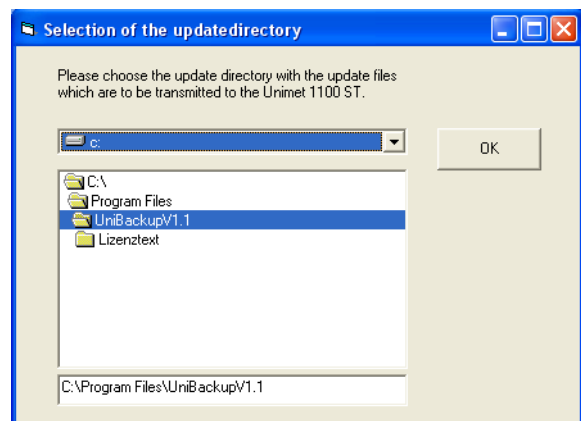 Selection of the updatedirectory
Please choose the update directory with the update files
which are to be transmitted to the Unimet 1100 ST.
c:
OK
C:\
Program Files
UniBackupV1.1
Lizenztext
C:\Program Files\UniBackupV1.1